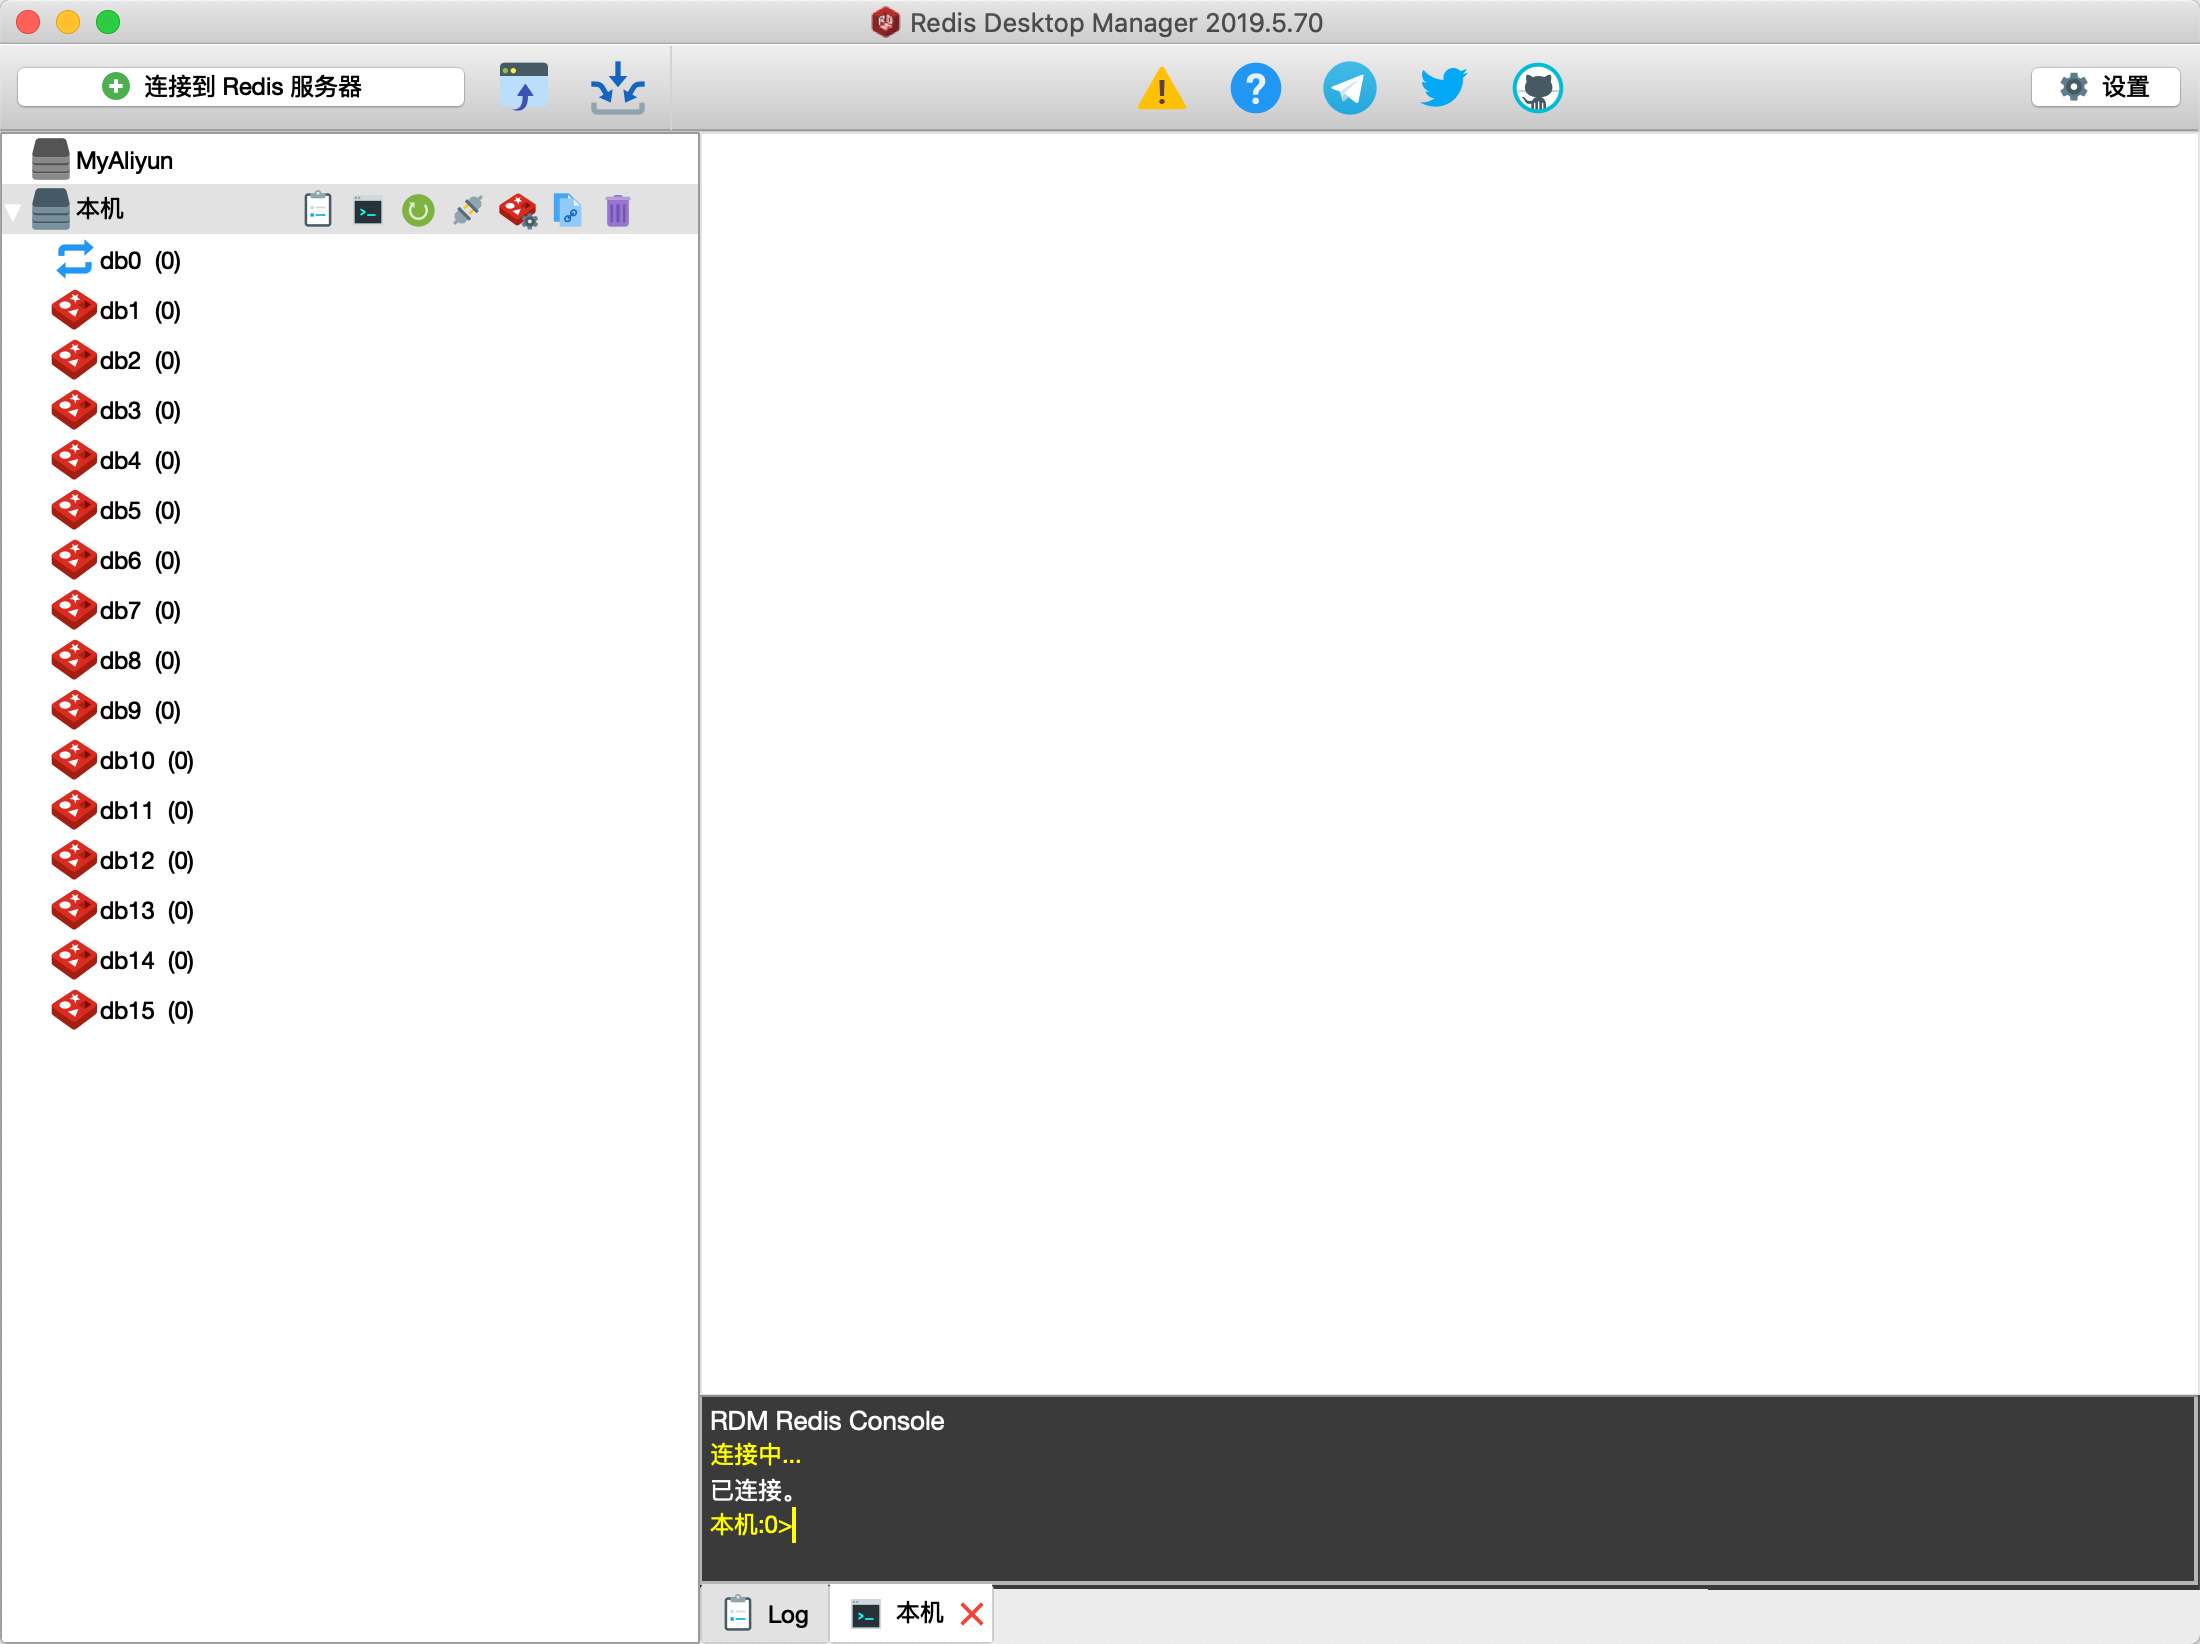 Redis Desktop Manager 2019.5.70
连接到 Redis 服务器
设置
MyAliyun
本机
db0 (0)
db1 (0)
db2 (0)
db3 (0)
db4 (0)
db5 (0)
db6 (0)
db7 (0)
db8 (0)
db9 (0)
db10 (0)
db11 (0)
db12 (0)
db13 (0)
db14 (0)
db15 (0)
RDM Redis Console
连接中...
已连接。
本机:0>
Log
本机